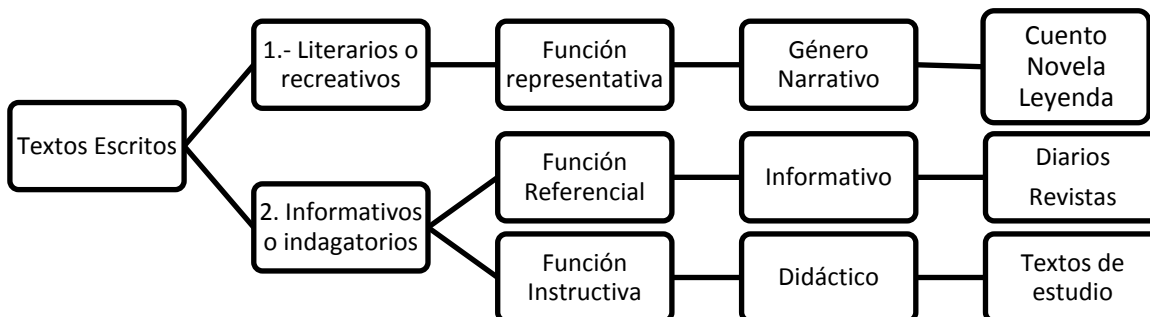 Textos Escritos
1.- Literarios o
recreativos
Función
representativa
Género
Narrativo
Cuento
Novela
Leyenda
2. Informativos
o indagatorios
Función
Referencial
Informativo
Diarios
Revistas
Función
Instructiva
Didáctico
Textos de
estudio